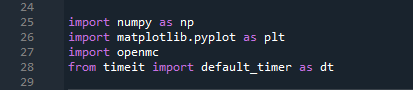 24
25 import numpy as np
26 import matplotlib.pyplot as plt
27 import openmc
28 from timeit import default_timer as dt
29